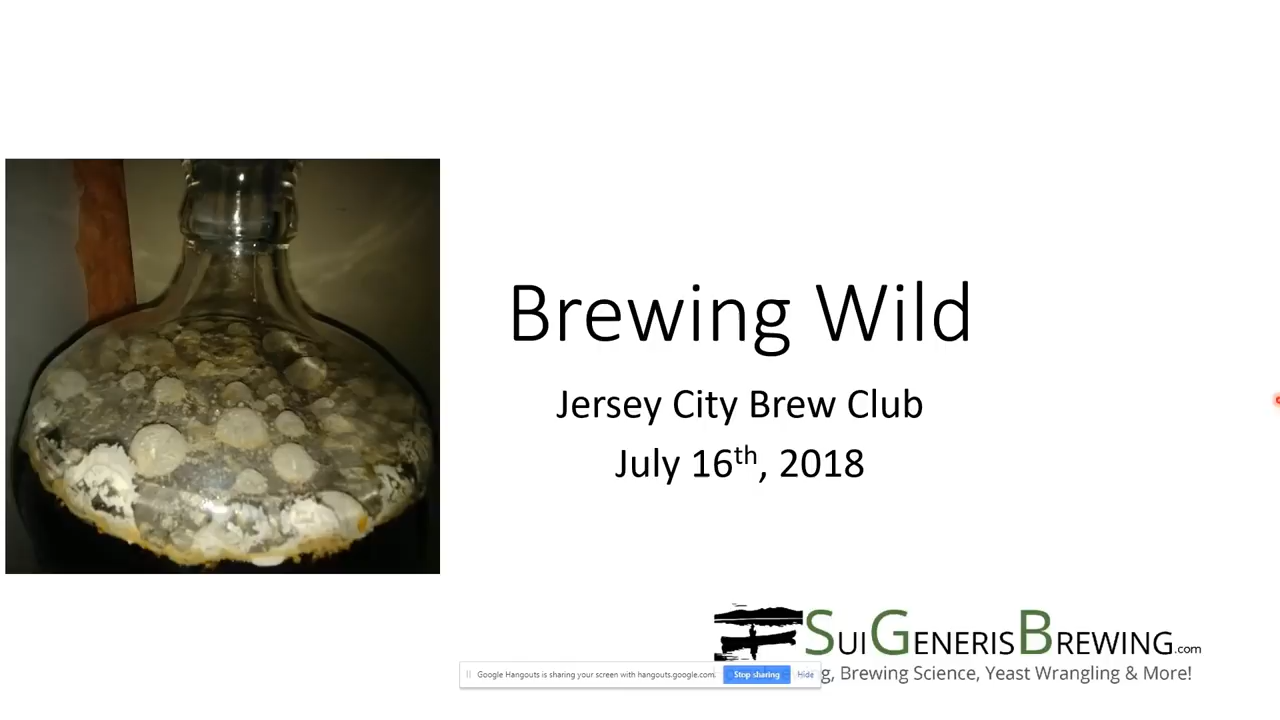 Brewing Wild
Jersey City Brew Club
July 16th, 2018
SuiGenerisBrewing.com
Brewing Science, Yeast Wrangling & More!
Google Hangouts is sharing your screen with hangouts.google.com.
Stop sharing
Hide